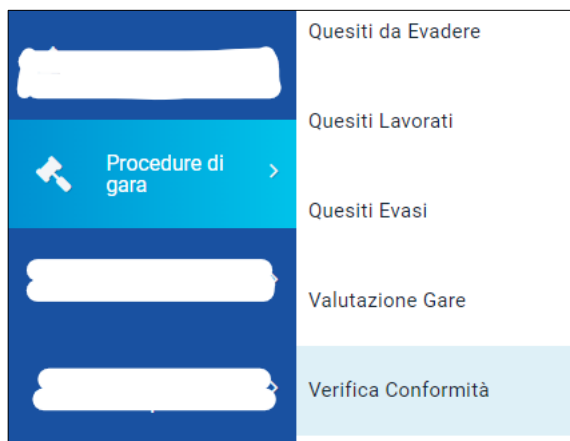 Quesiti da Evadere
Quesiti Lavorati
Procedure di
gara
Quesiti Evasi
Valutazione Gare
Verifica Conformità